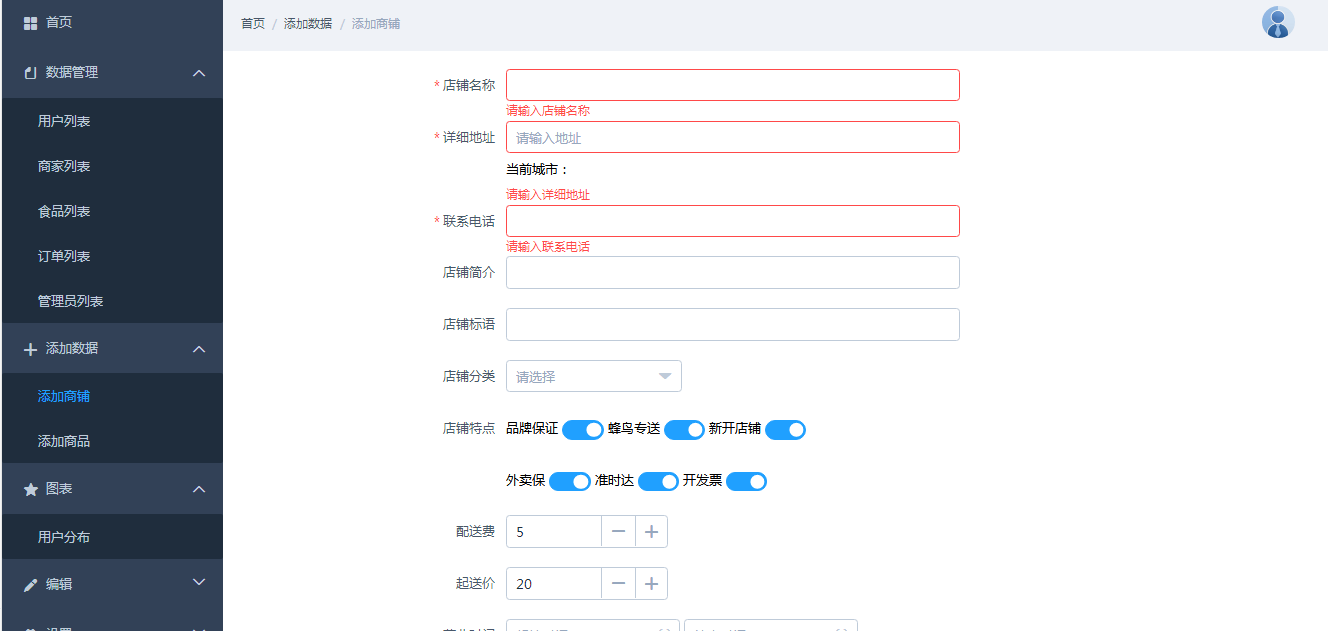 首页
数据管理
用户列表
商家列表
食品列表
订单列表
管理员列表
添加数据
添加商铺
添加商品
图表
用户分布
编辑
首页 / 添加数据 / 添加商铺
* 店铺名称
请输入店铺名称
* 详细地址 请输入地址
当前城市：
请输入详细地址
* 联系电话
请输入联系电话
店铺简介
店铺标语
店铺分类 请选择
店铺特点 品牌保证 蜂鸟专送 新开店铺
外卖保 准时达 开发票
配送费 5
起送价 20